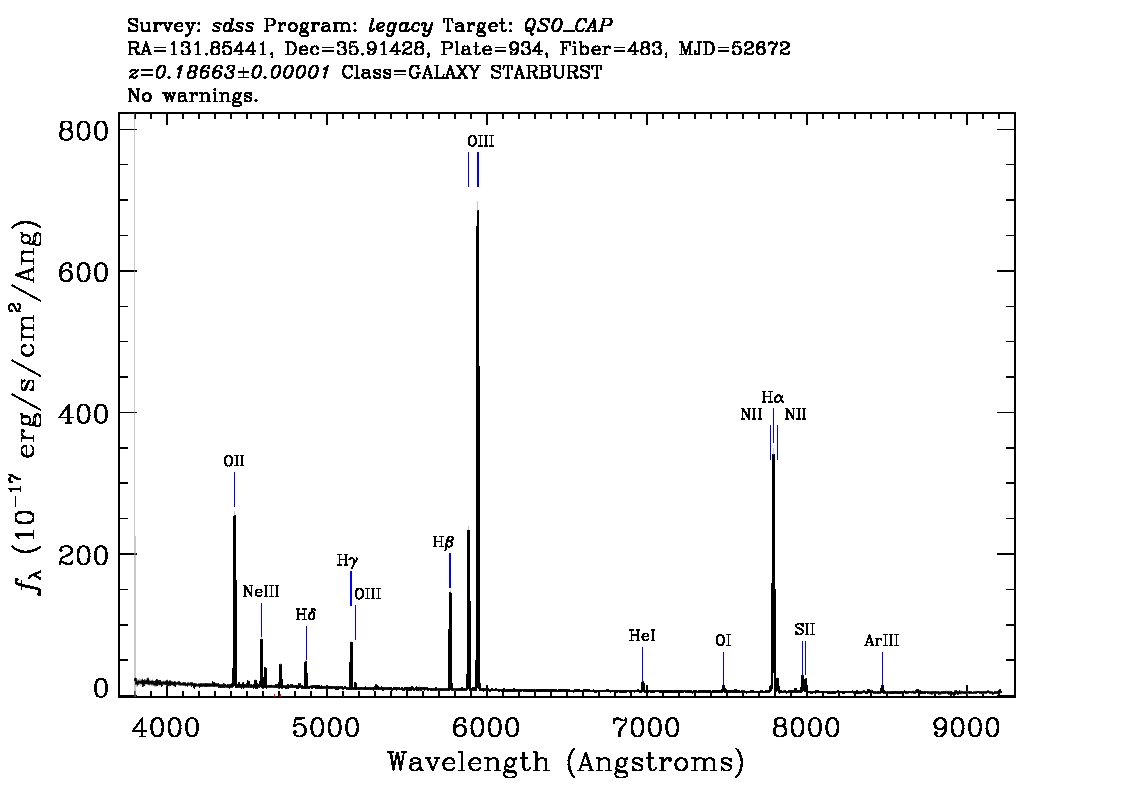 Survey: sdss Program: legacy Target: QSO_CAP
RA=131.85441, Dec=35.91428, Plate=934, Fiber=483, MJD=52672
z=0.18663±0.00001 Class=GALAXY STARBURST
No warnings.
800
600
400
200
0
f_λ (10^−17 erg/s/cm^2/Ang)
OIII
Hα
NII NII
OII
Hβ
Hγ
NeIII
OIII
Hδ
HeI
OI
SII
ArIII
4000 5000 6000 7000 8000 9000
Wavelength (Angstroms)